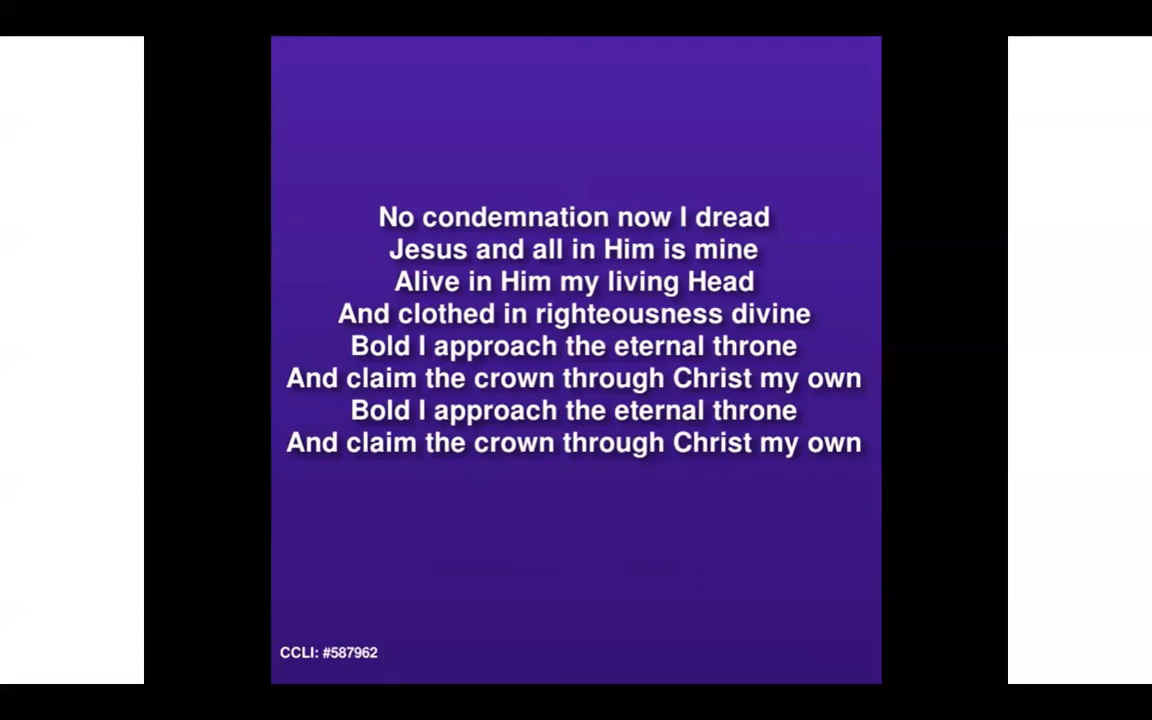 No condemnation now I dread
Jesus and all in Him is mine
Alive in Him my living Head
And clothed in righteousness divine
Bold I approach the eternal throne
And claim the crown through Christ my own
Bold I approach the eternal throne
And claim the crown through Christ my own
CCLI: #587962